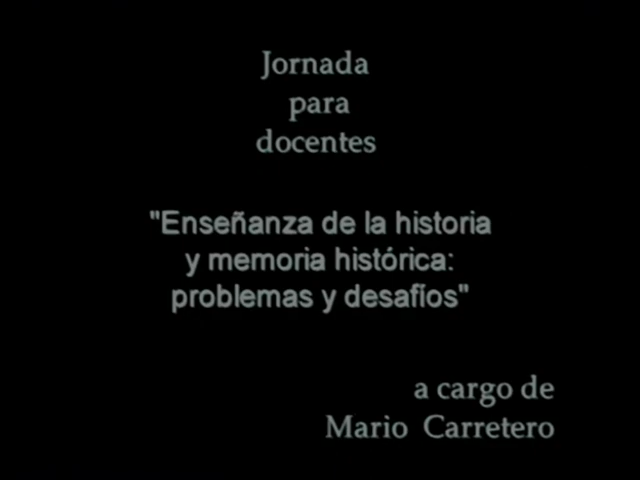 Jornada
para
docentes
"Enseñanza de la historia
y memoria histórica:
problemas y desafíos"
a cargo de
Mario Carretero